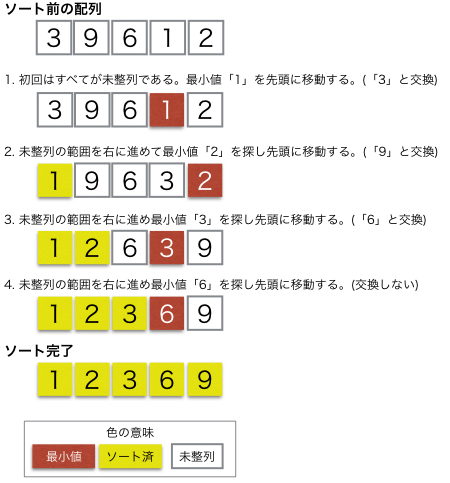 ソート前の配列
3 9 6 1 2
1. 初回はすべてが未整列である。最小値「1」を先頭に移動する。(「3」と交換)
3 9 6 1 2
2. 未整列の範囲を右に進めて最小値「2」を探し先頭に移動する。(「9」と交換)
1 9 6 3 2
3. 未整列の範囲を右に進め最小値「3」を探し先頭に移動する。(「6」と交換)
1 2 6 3 9
4. 未整列の範囲を右に進め最小値「6」を探し先頭に移動する。(交換しない)
1 2 3 6 9
ソート完了
1 2 3 6 9
色の意味
最小値 ソート済 未整列